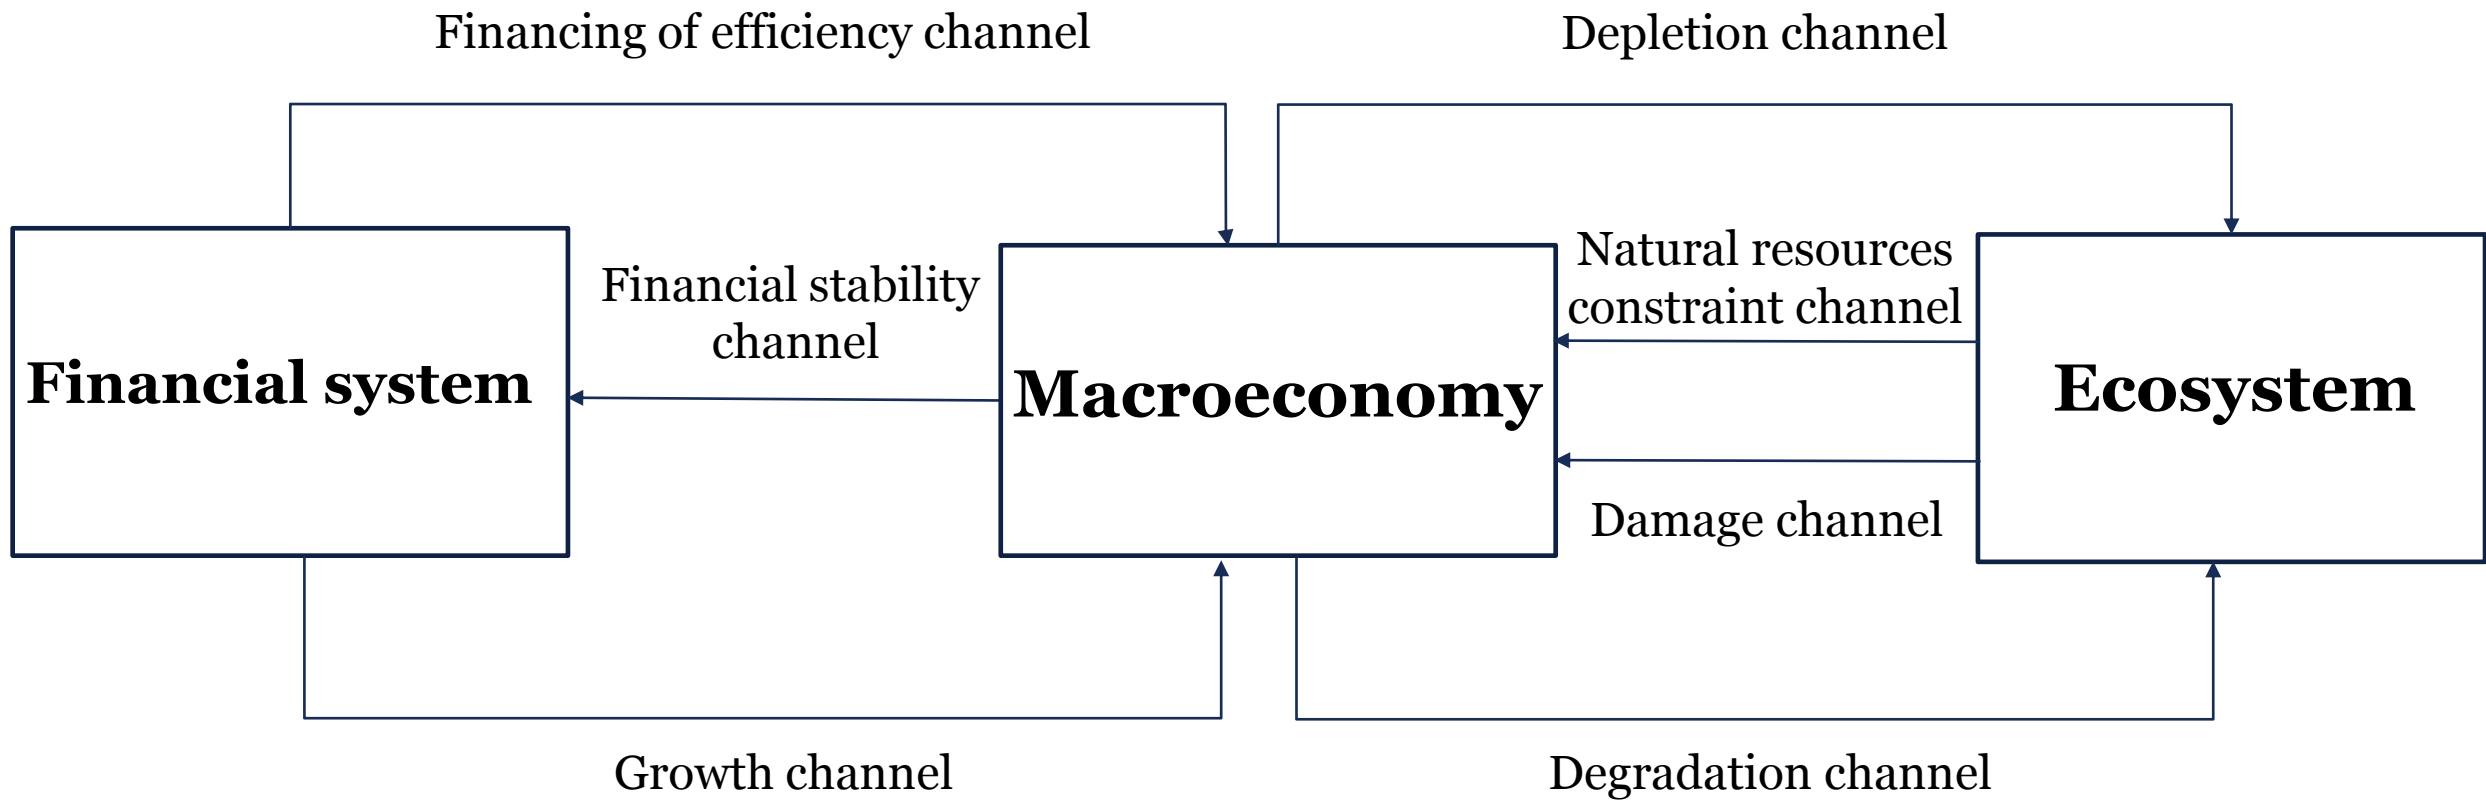 Financing of efficiency channel
Depletion channel
Financial stability
channel
Natural resources
constraint channel
Financial system
Macroeconomy
Ecosystem
Damage channel
Growth channel
Degradation channel